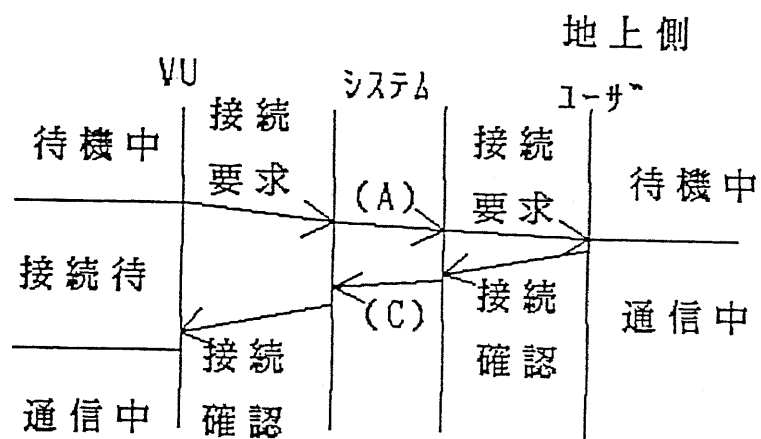 地上側
VU
システム
ユーザ
待機中
接続
要求
(A)
接続
要求
待機中
接続待
(C)
接続
確認
通信中
接続
確認
通信中